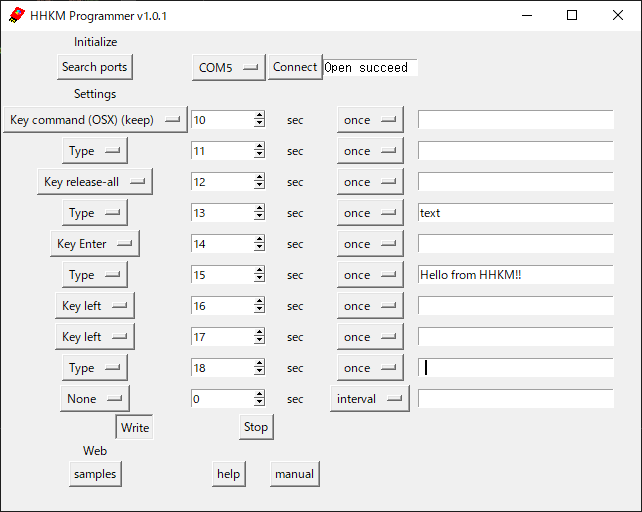 HHKM Programmer v1.0.1
Initialize
Search ports COM5 Connect Open succeed
Settings
Key command (OSX) (keep) 10 sec once
Type 11 sec once
Key release-all 12 sec once
Type 13 sec once text
Key Enter 14 sec once
Type 15 sec once Hello from HHKM!!
Key left 16 sec once
Key left 17 sec once
Type 18 sec once
None 0 sec interval
Write Stop
Web
samples help manual